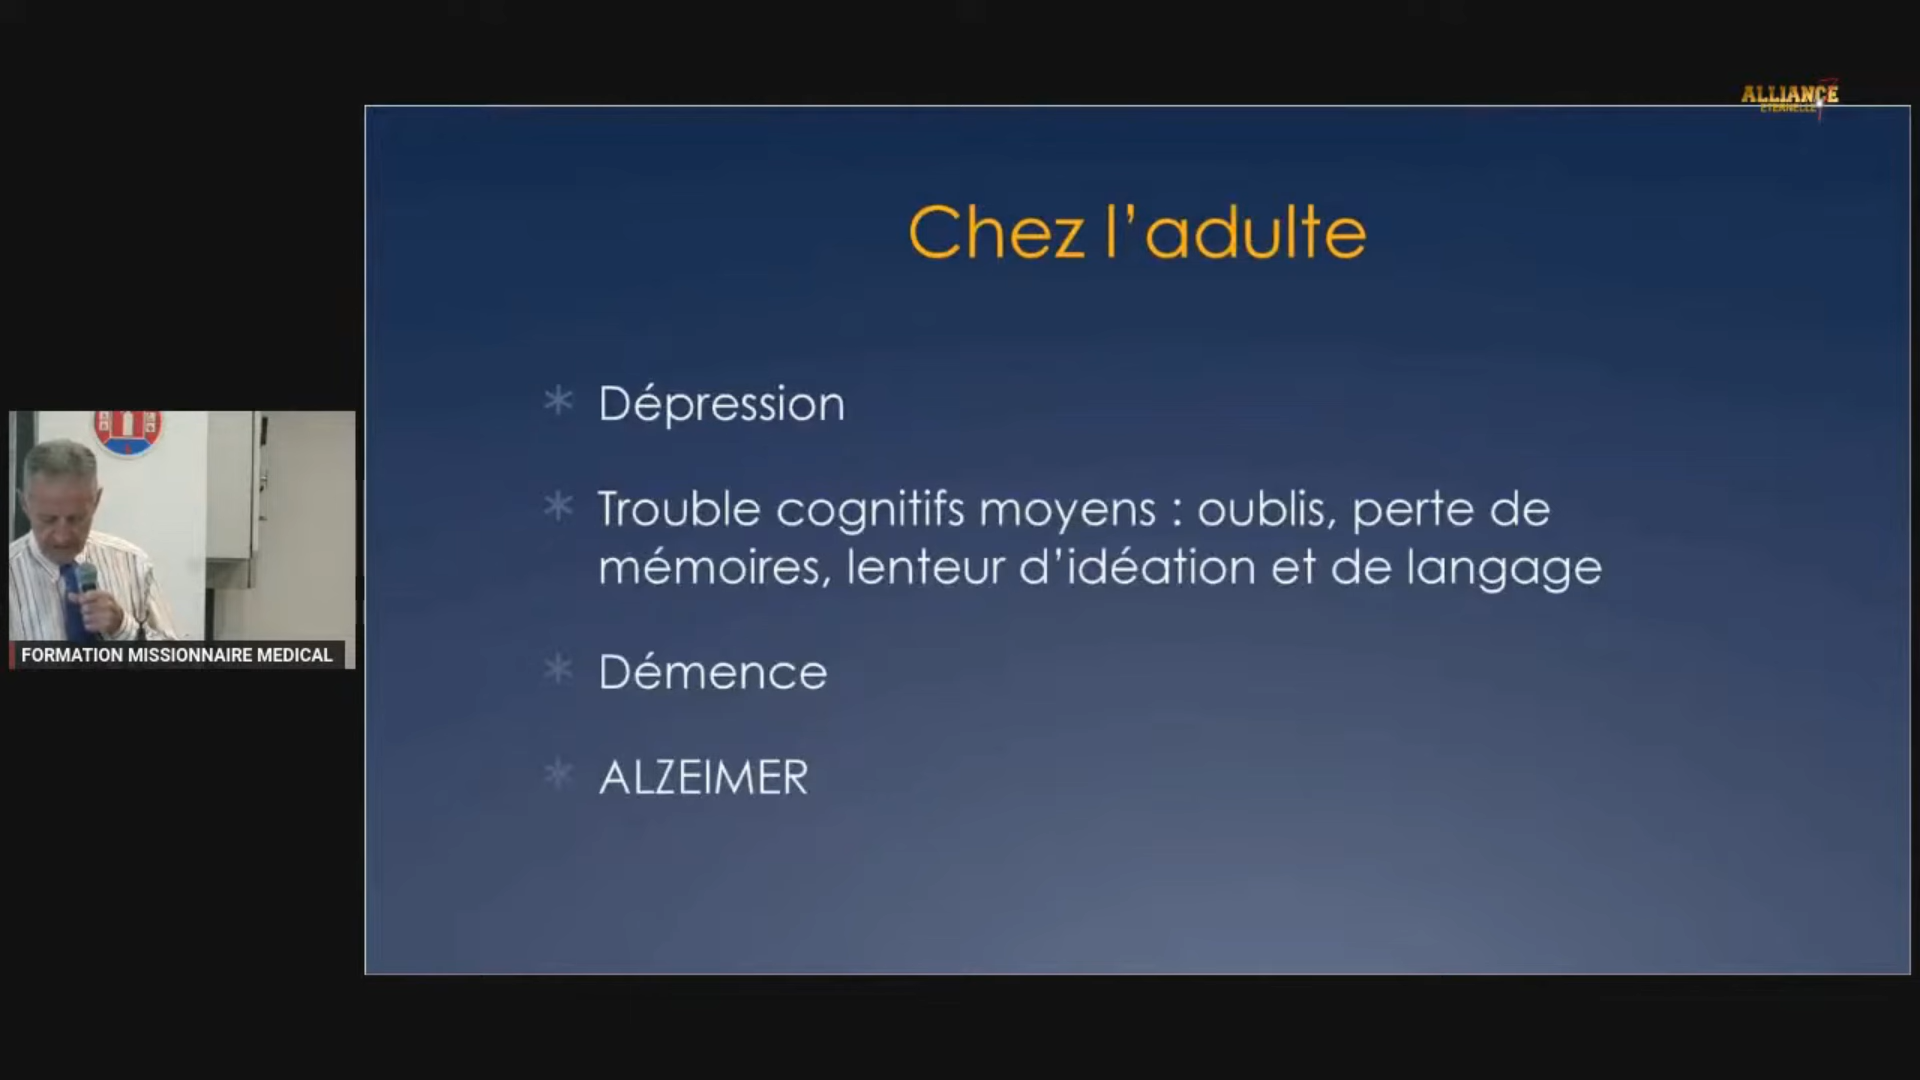 ALLIANCE
ETERNELLE
Chez l’adulte
Dépression
Trouble cognitifs moyens : oublis, perte de
mémoires, lenteur d’idéation et de langage
Démence
ALZEIMER
FORMATION MISSIONNAIRE MEDICAL